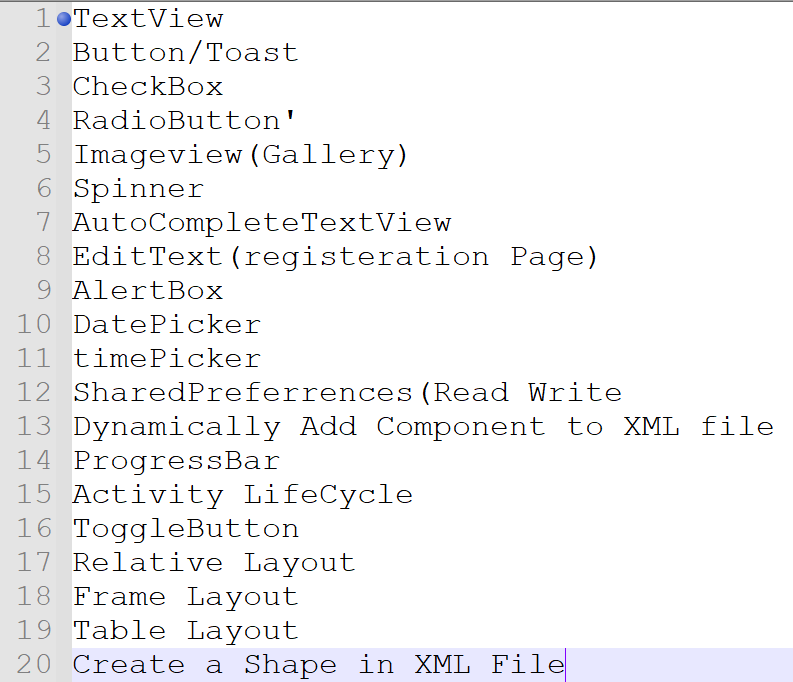 1 TextView
2 Button/Toast
3 CheckBox
4 RadioButton'
5 Imageview(Gallery)
6 Spinner
7 AutoCompleteTextView
8 EditText(registeration Page)
9 AlertBox
10 DatePicker
11 timePicker
12 SharedPreferrences(Read Write
13 Dynamically Add Component to XML file
14 ProgressBar
15 Activity LifeCycle
16 ToggleButton
17 Relative Layout
18 Frame Layout
19 Table Layout
20 Create a Shape in XML File